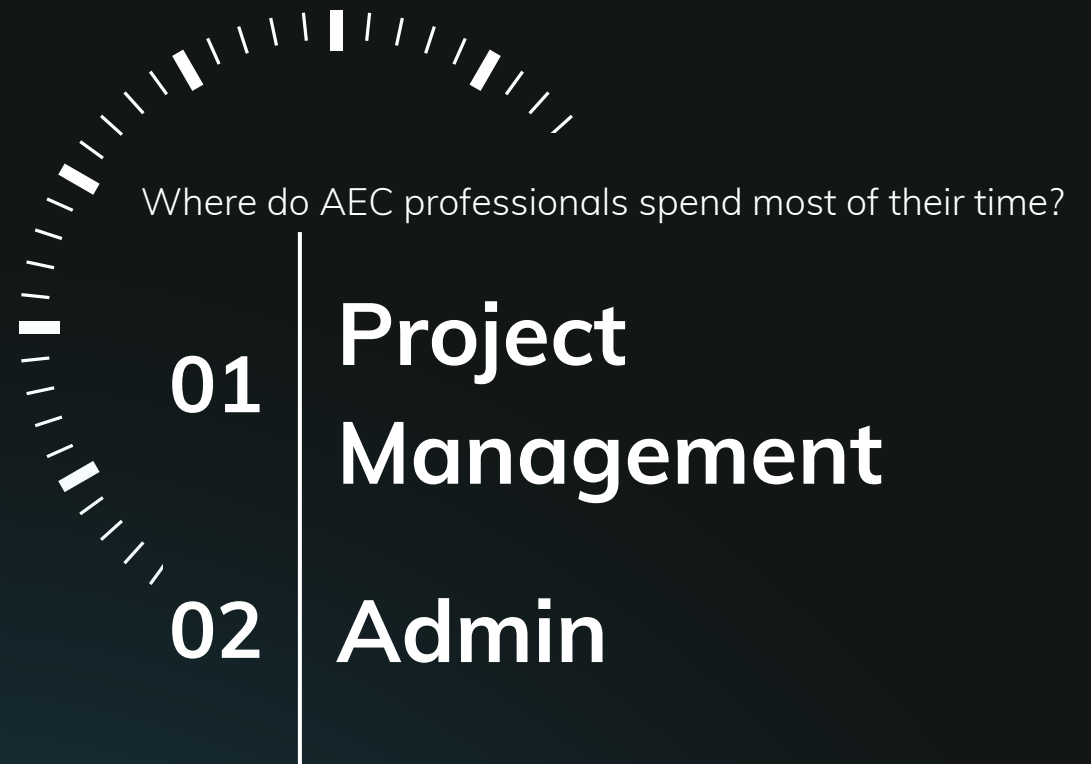 Where do AEC professionals spend most of their time?
01
Project
Management
02
Admin